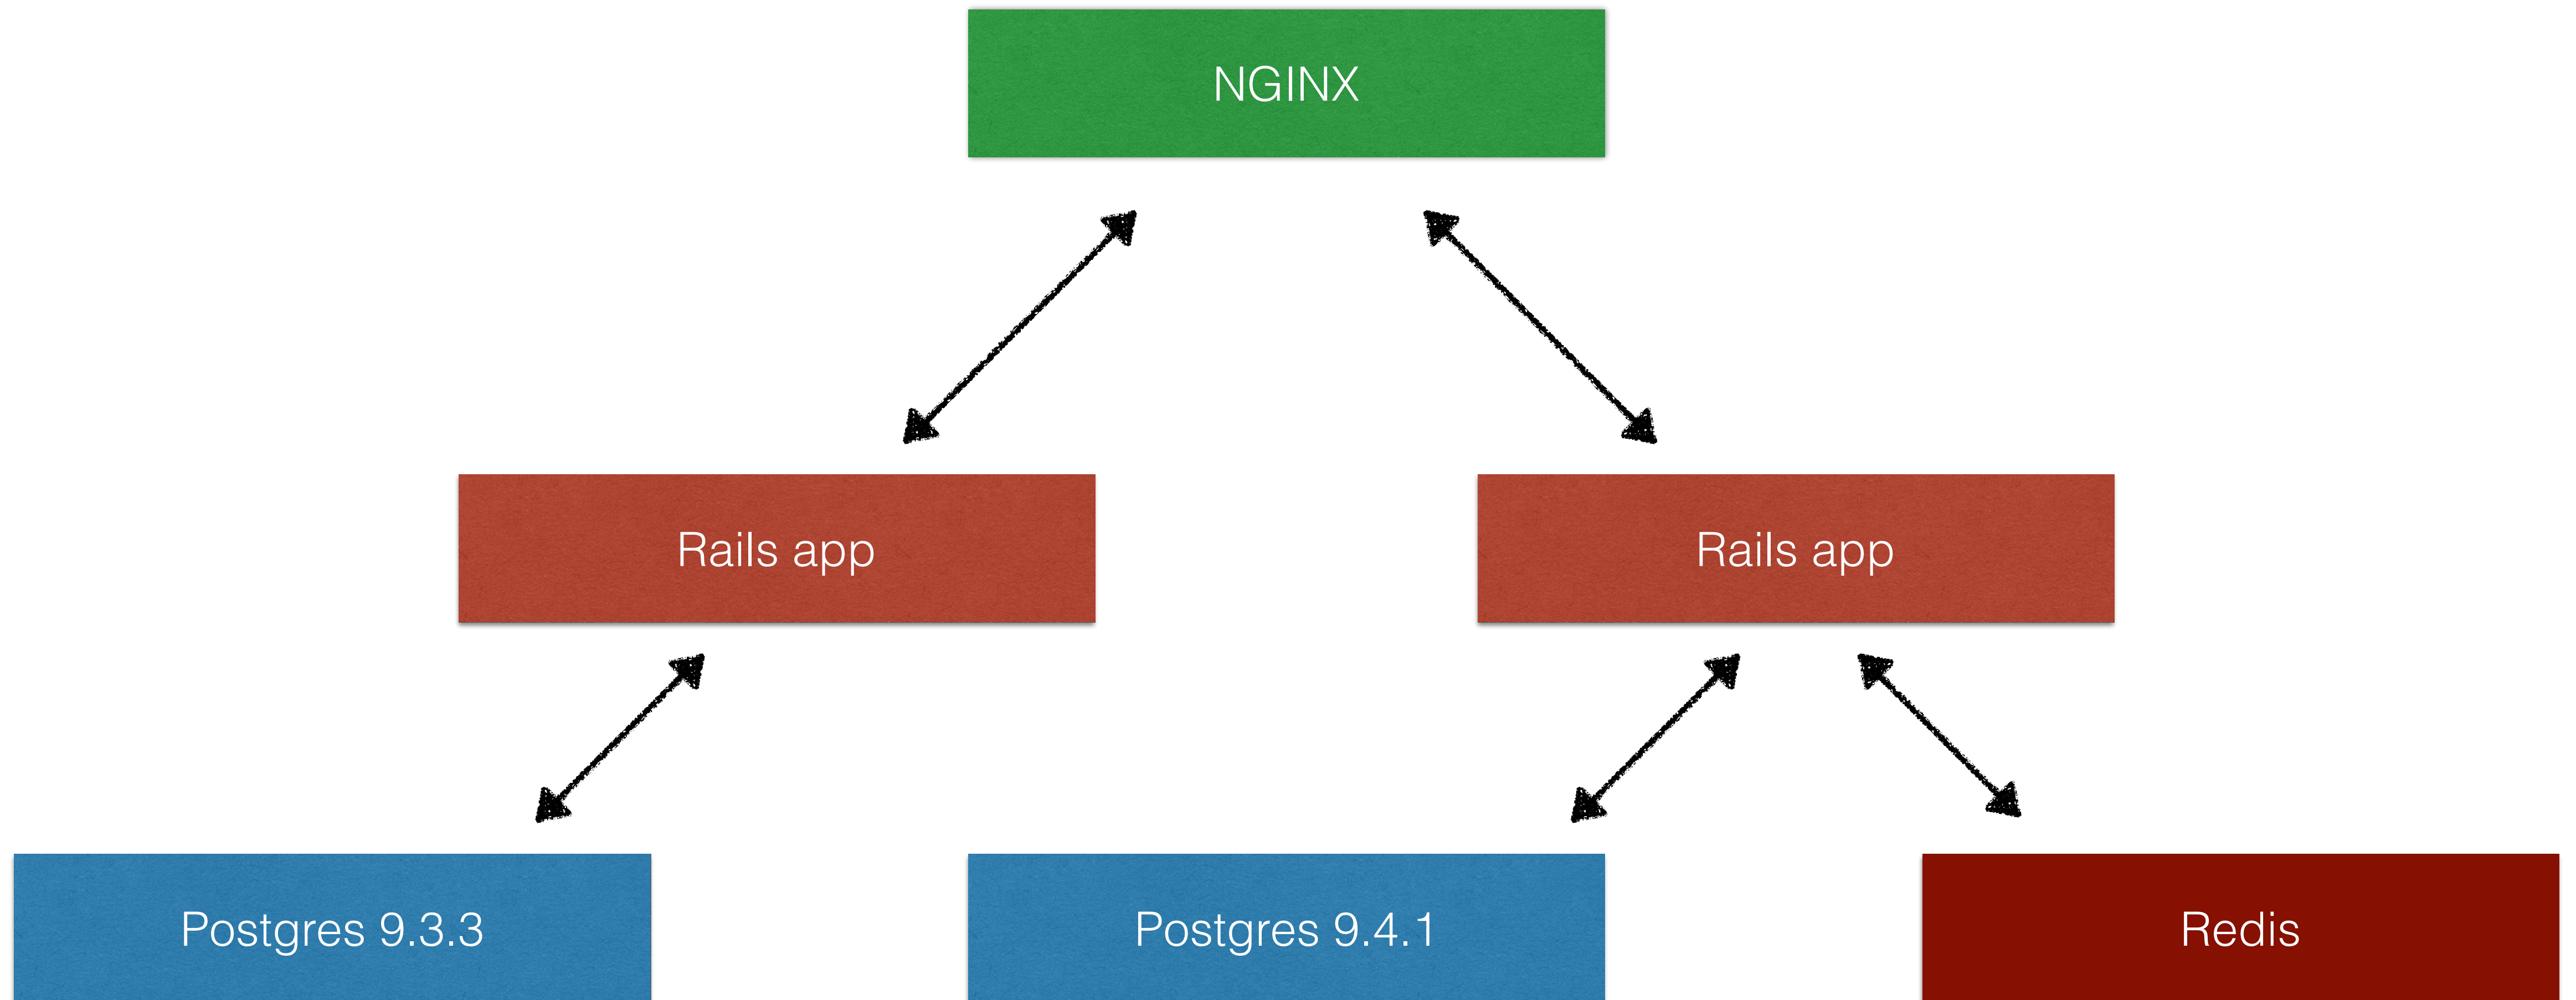 NGINX
Rails app
Rails app
Postgres 9.3.3
Postgres 9.4.1
Redis